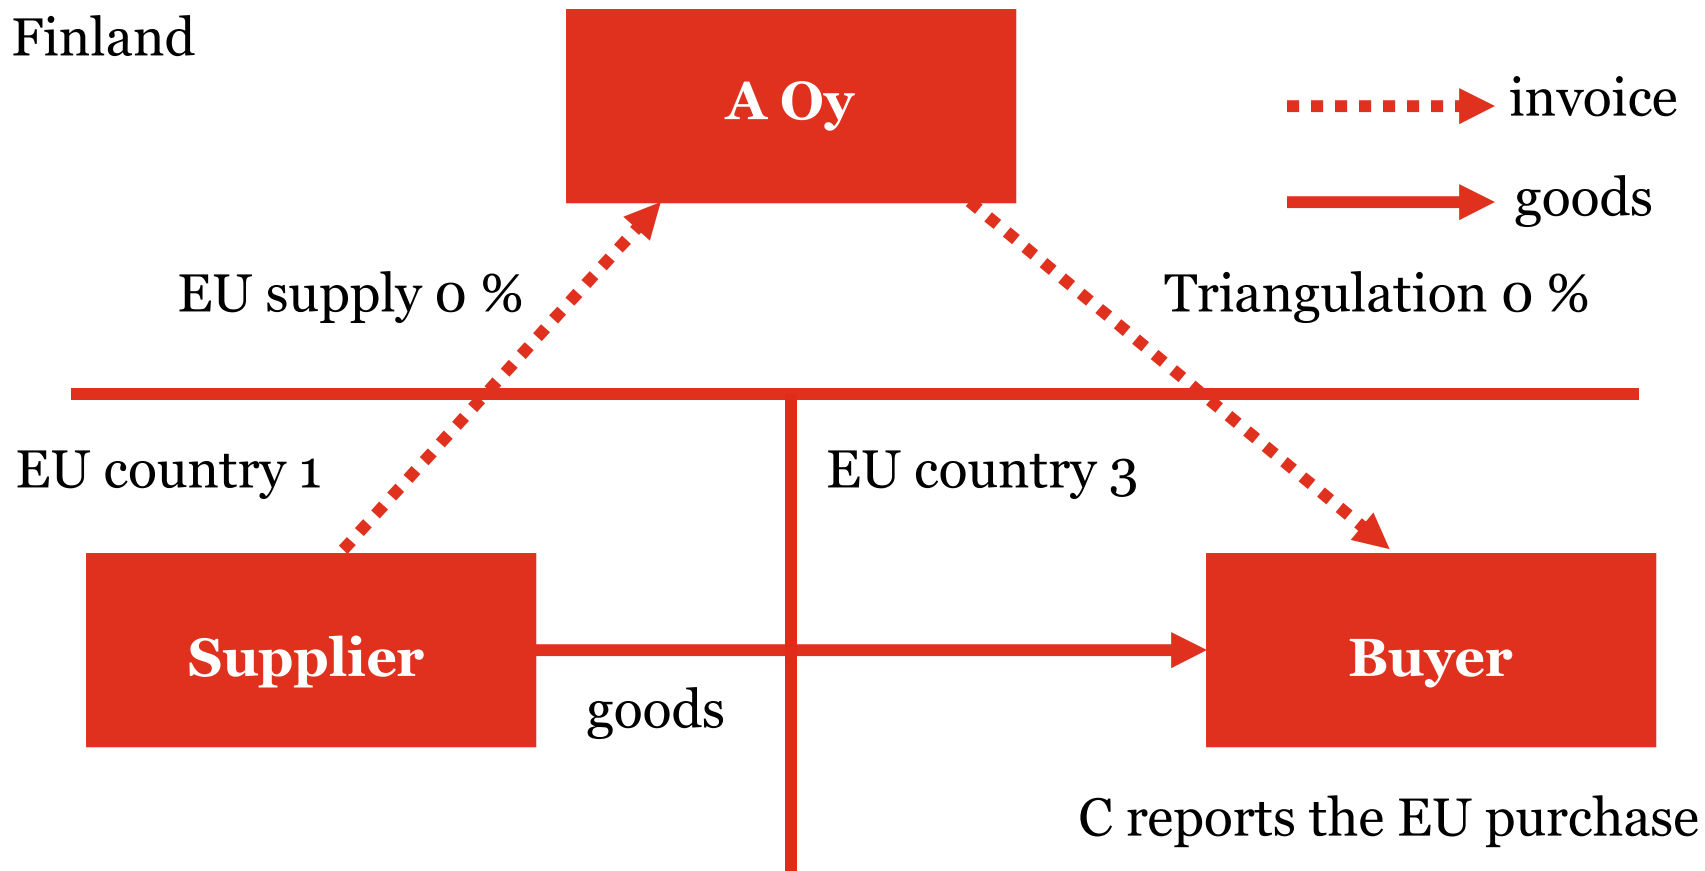 Finland
A Oy
invoice
goods
EU supply 0 %
Triangulation 0 %
EU country 1
EU country 3
Supplier
Buyer
goods
C reports the EU purchase